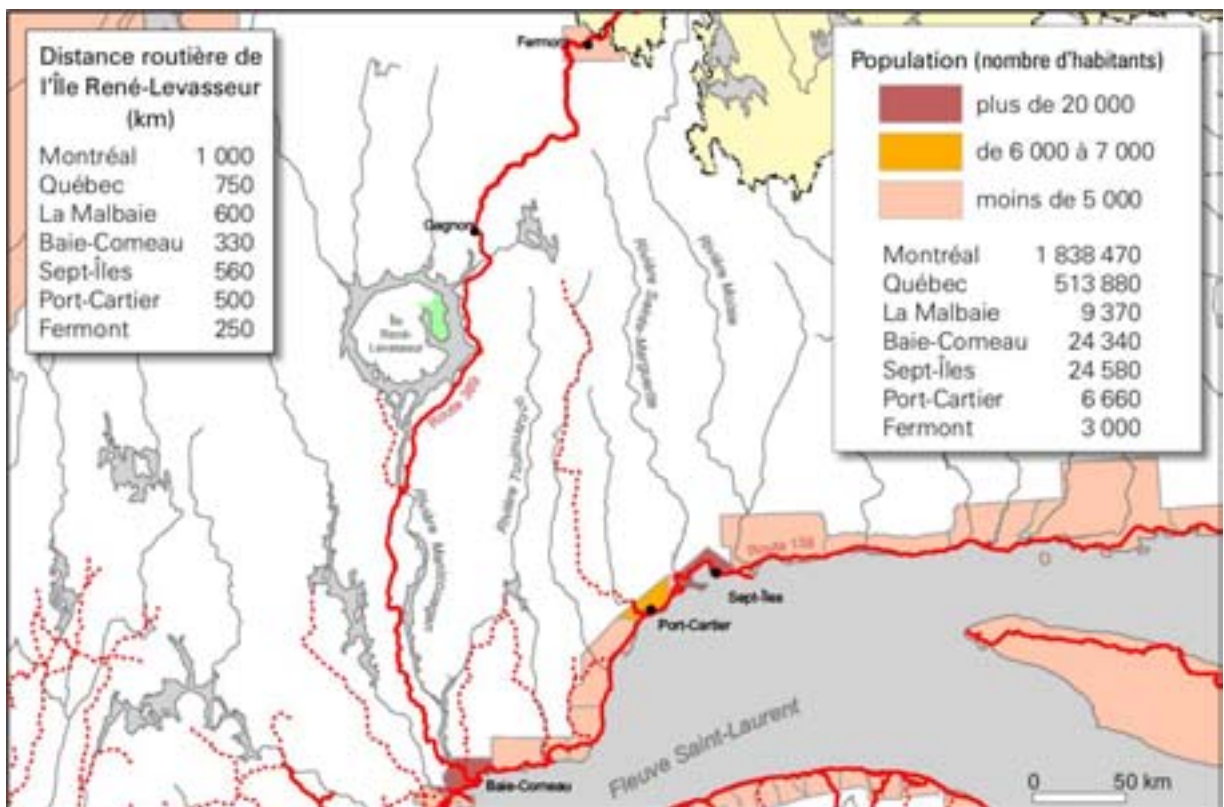 Distance routière de
l'Île René-Levasseur
(km)
Montréal 1 000
Québec 750
La Malbaie 600
Baie-Comeau 330
Sept-Îles 560
Port-Cartier 500
Fermont 250
Population (nombre d'habitants)
plus de 20 000
de 6 000 à 7 000
moins de 5 000
Montréal 1 838 470
Québec 513 880
La Malbaie 9 370
Baie-Comeau 24 340
Sept-Îles 24 580
Port-Cartier 6 660
Fermont 3 000
Fermont
Gagnon
Île
René-
Levasseur
Route 389
Rivière Manicouagan
Rivière Toulnustouc
Rivière Sainte-Marguerite
Rivière Moisie
Route 138
Sept-Îles
Port-Cartier
Baie-Comeau
Fleuve Saint-Laurent
0 50 km